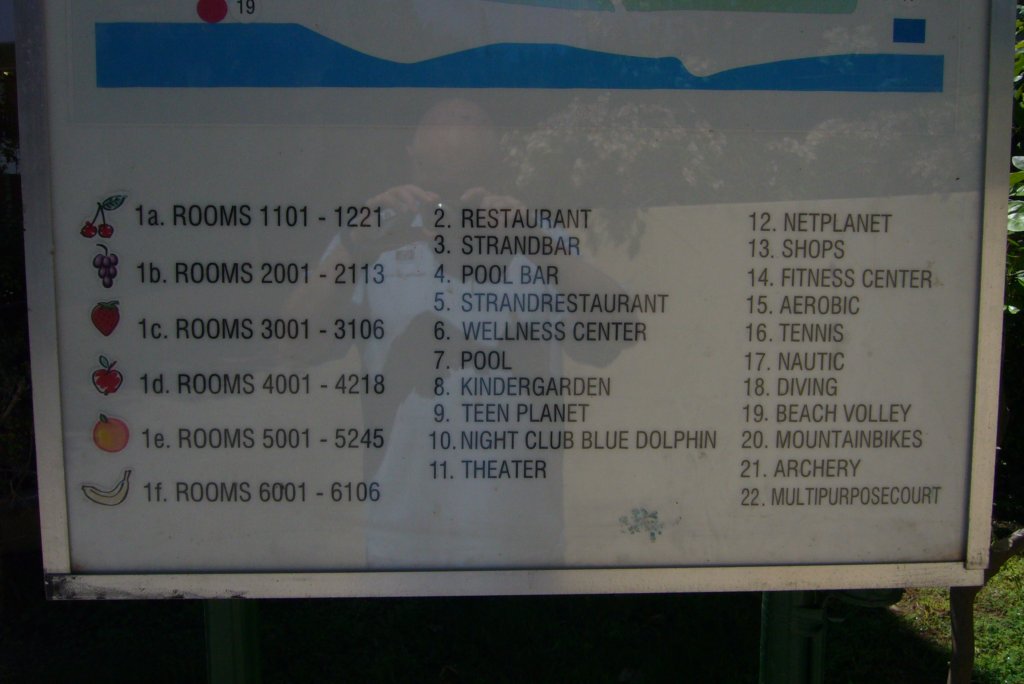 19
1a. ROOMS 1101 - 1221
1b. ROOMS 2001 - 2113
1c. ROOMS 3001 - 3106
1d. ROOMS 4001 - 4218
1e. ROOMS 5001 - 5245
1f. ROOMS 6001 - 6106
2. RESTAURANT
3. STRANDBAR
4. POOL BAR
5. STRANDRESTAURANT
6. WELLNESS CENTER
7. POOL
8. KINDERGARDEN
9. TEEN PLANET
10. NIGHT CLUB BLUE DOLPHIN
11. THEATER
12. NETPLANET
13. SHOPS
14. FITNESS CENTER
15. AEROBIC
16. TENNIS
17. NAUTIC
18. DIVING
19. BEACH VOLLEY
20. MOUNTAINBIKES
21. ARCHERY
22. MULTIPURPOSECOURT